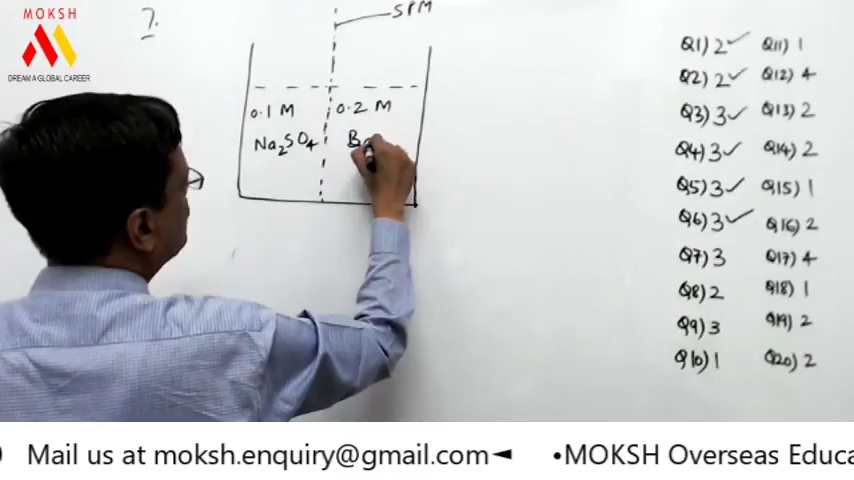 MOKSH
DREAM A GLOBAL CAREER
7.
SPM
0.1 M
0.2 M
Na2SO4
Ba
Q1) 2 ✓
Q2) 2 ✓
Q3) 3 ✓
Q4) 3 ✓
Q5) 3 ✓
Q6) 3 ✓
Q7) 3
Q8) 2
Q9) 3
Q10) 1
Q11) 1
Q12) 4
Q13) 2
Q14) 2
Q15) 1
Q16) 2
Q17) 4
Q18) 1
Q19) 2
Q20) 2
Mail us at moksh.enquiry@gmail.com◄ •MOKSH Overseas Educa